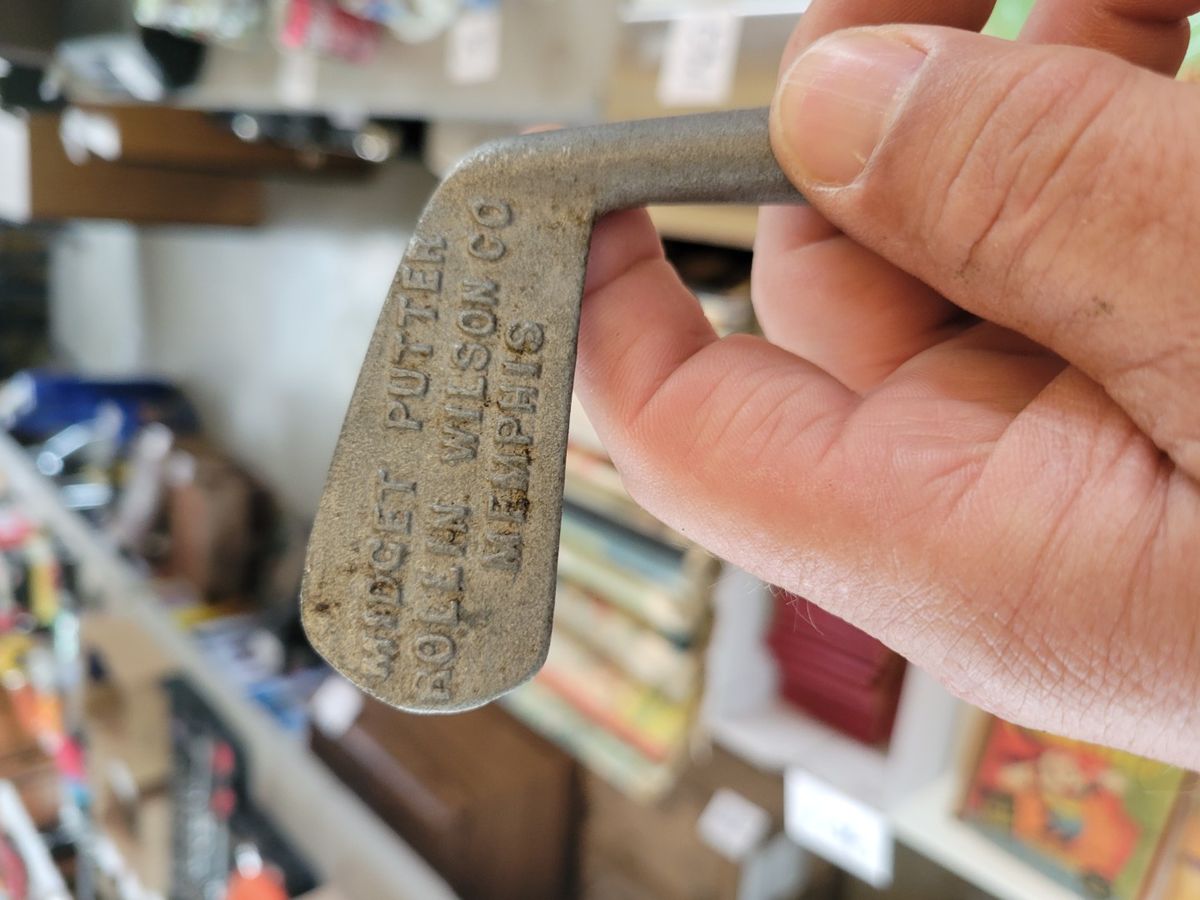 MIDGET PUTTER
ROLLIN WILSON CO
MEMPHIS